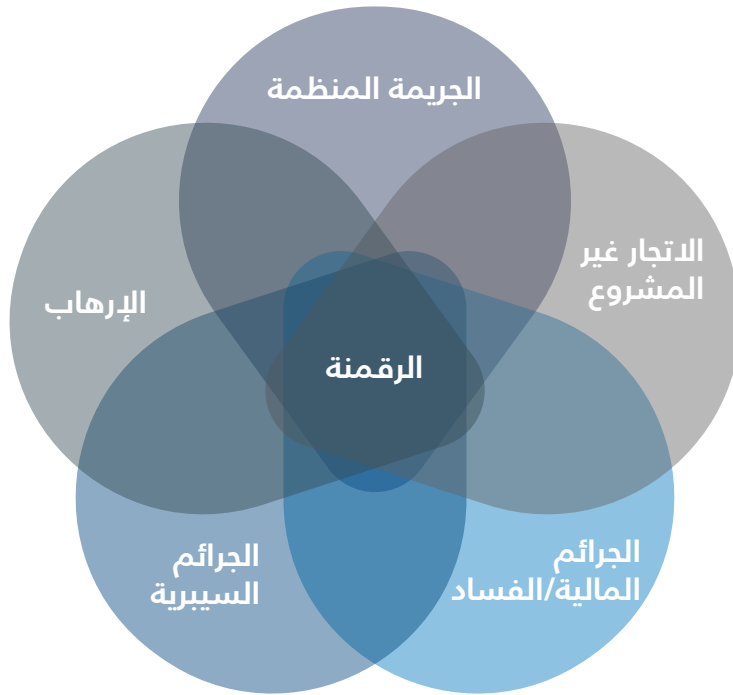 الجريمة المنظمة
الاتجار غير
المشروع
الإرهاب
الرقمنة
الجرائم
المالية/الفساد
الجرائم
السيبرية